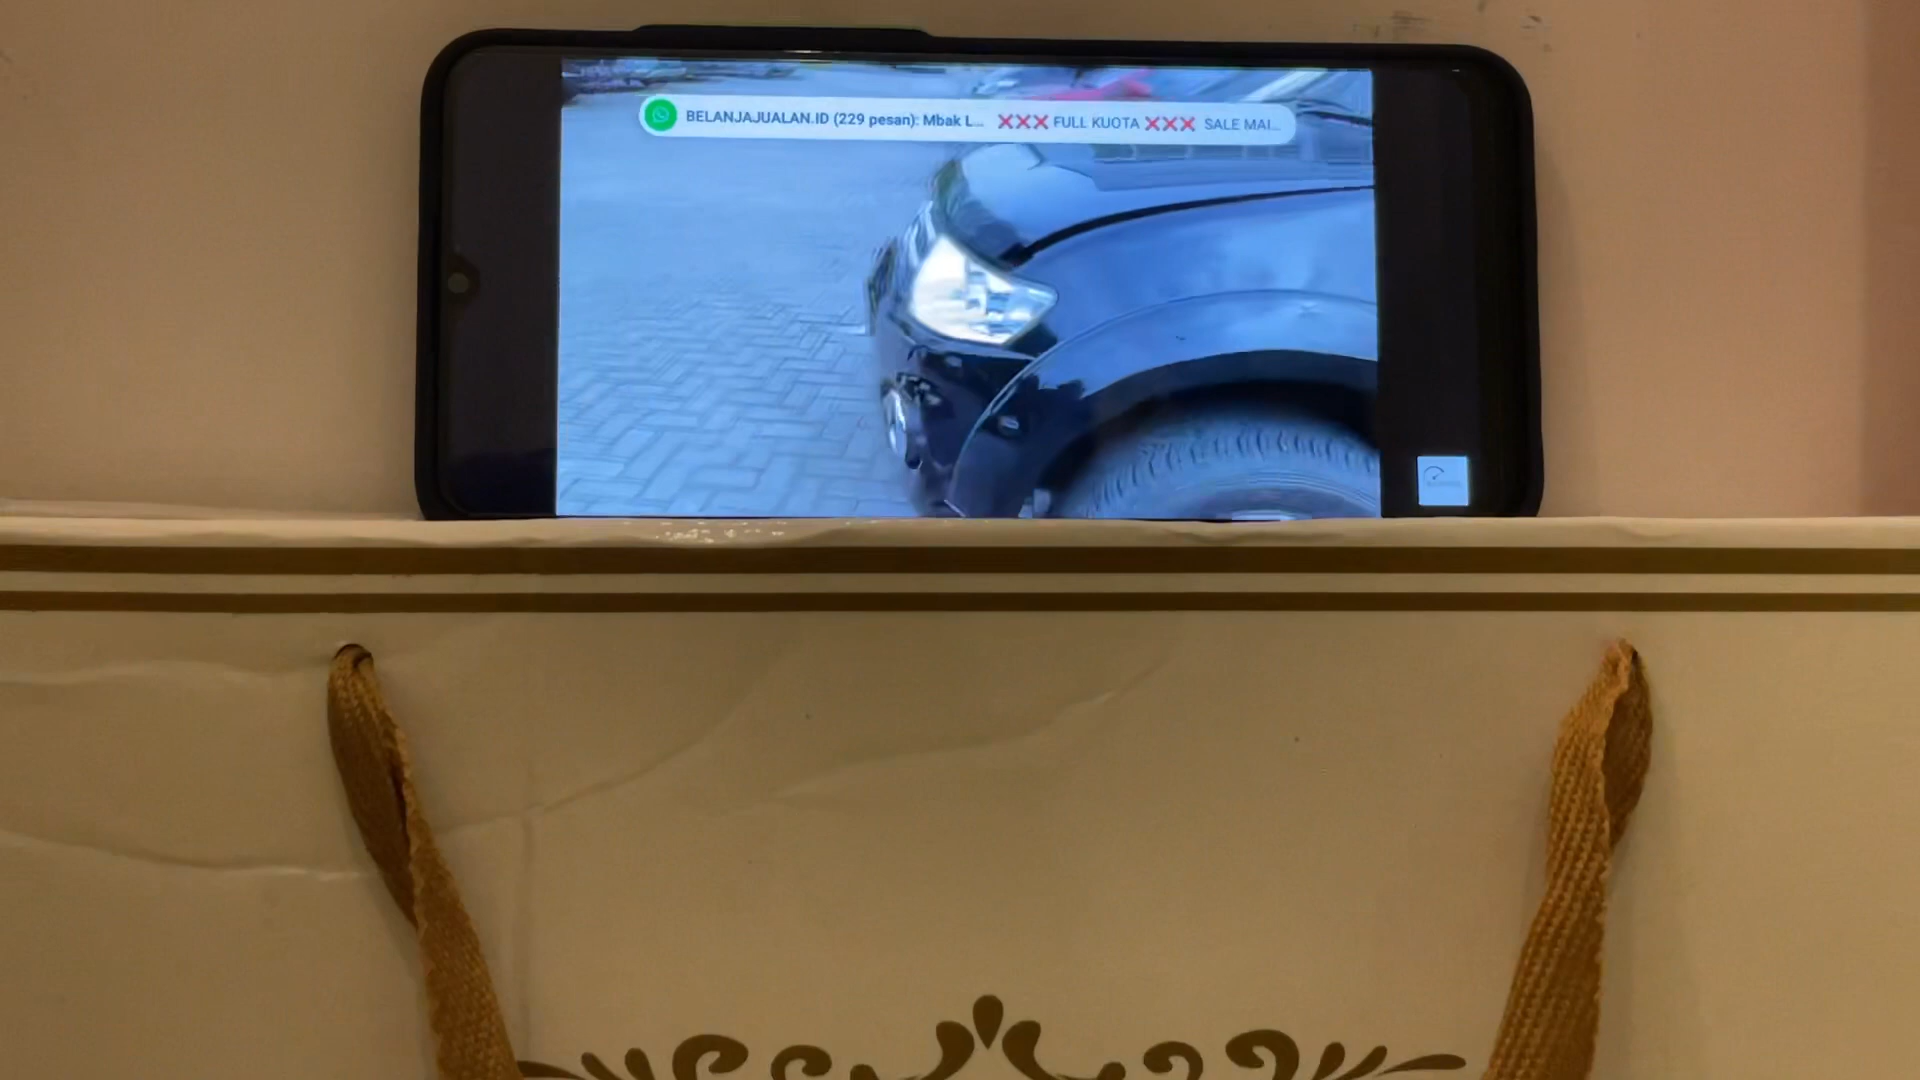 BELANJAJUALAN.ID (229 pesan): Mbak L... ❌❌❌ FULL KUOTA ❌❌❌ SALE MAI...